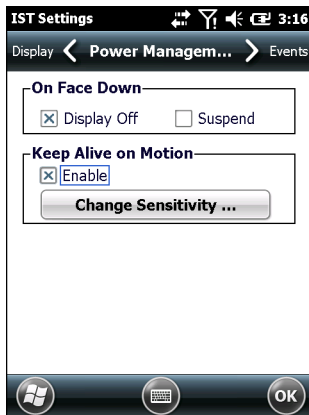 IST Settings 3:16
Display Power Managem... Events
On Face Down
Display Off Suspend
Keep Alive on Motion
Enable
Change Sensitivity ...
OK